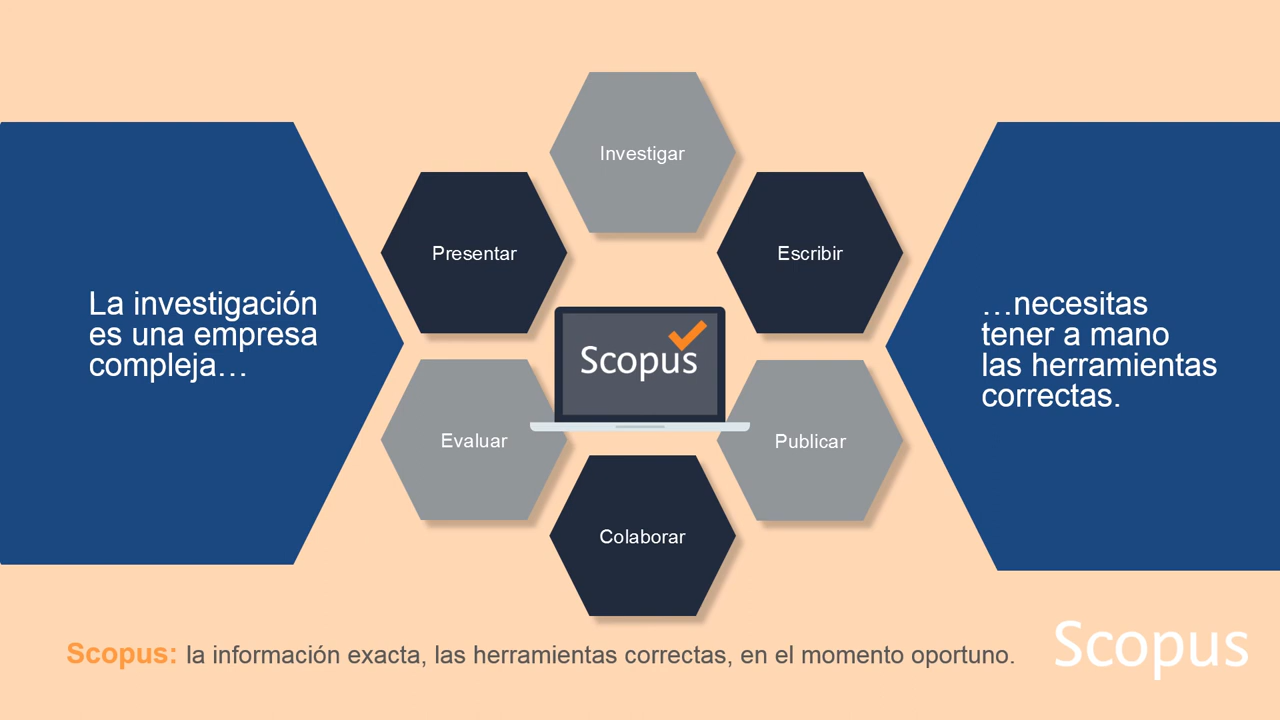 La investigación
es una empresa
compleja…
Investigar
Presentar
Escribir
Scopus
Evaluar
Publicar
Colaborar
…necesitas
tener a mano
las herramientas
correctas.
Scopus: la información exacta, las herramientas correctas, en el momento oportuno.
Scopus